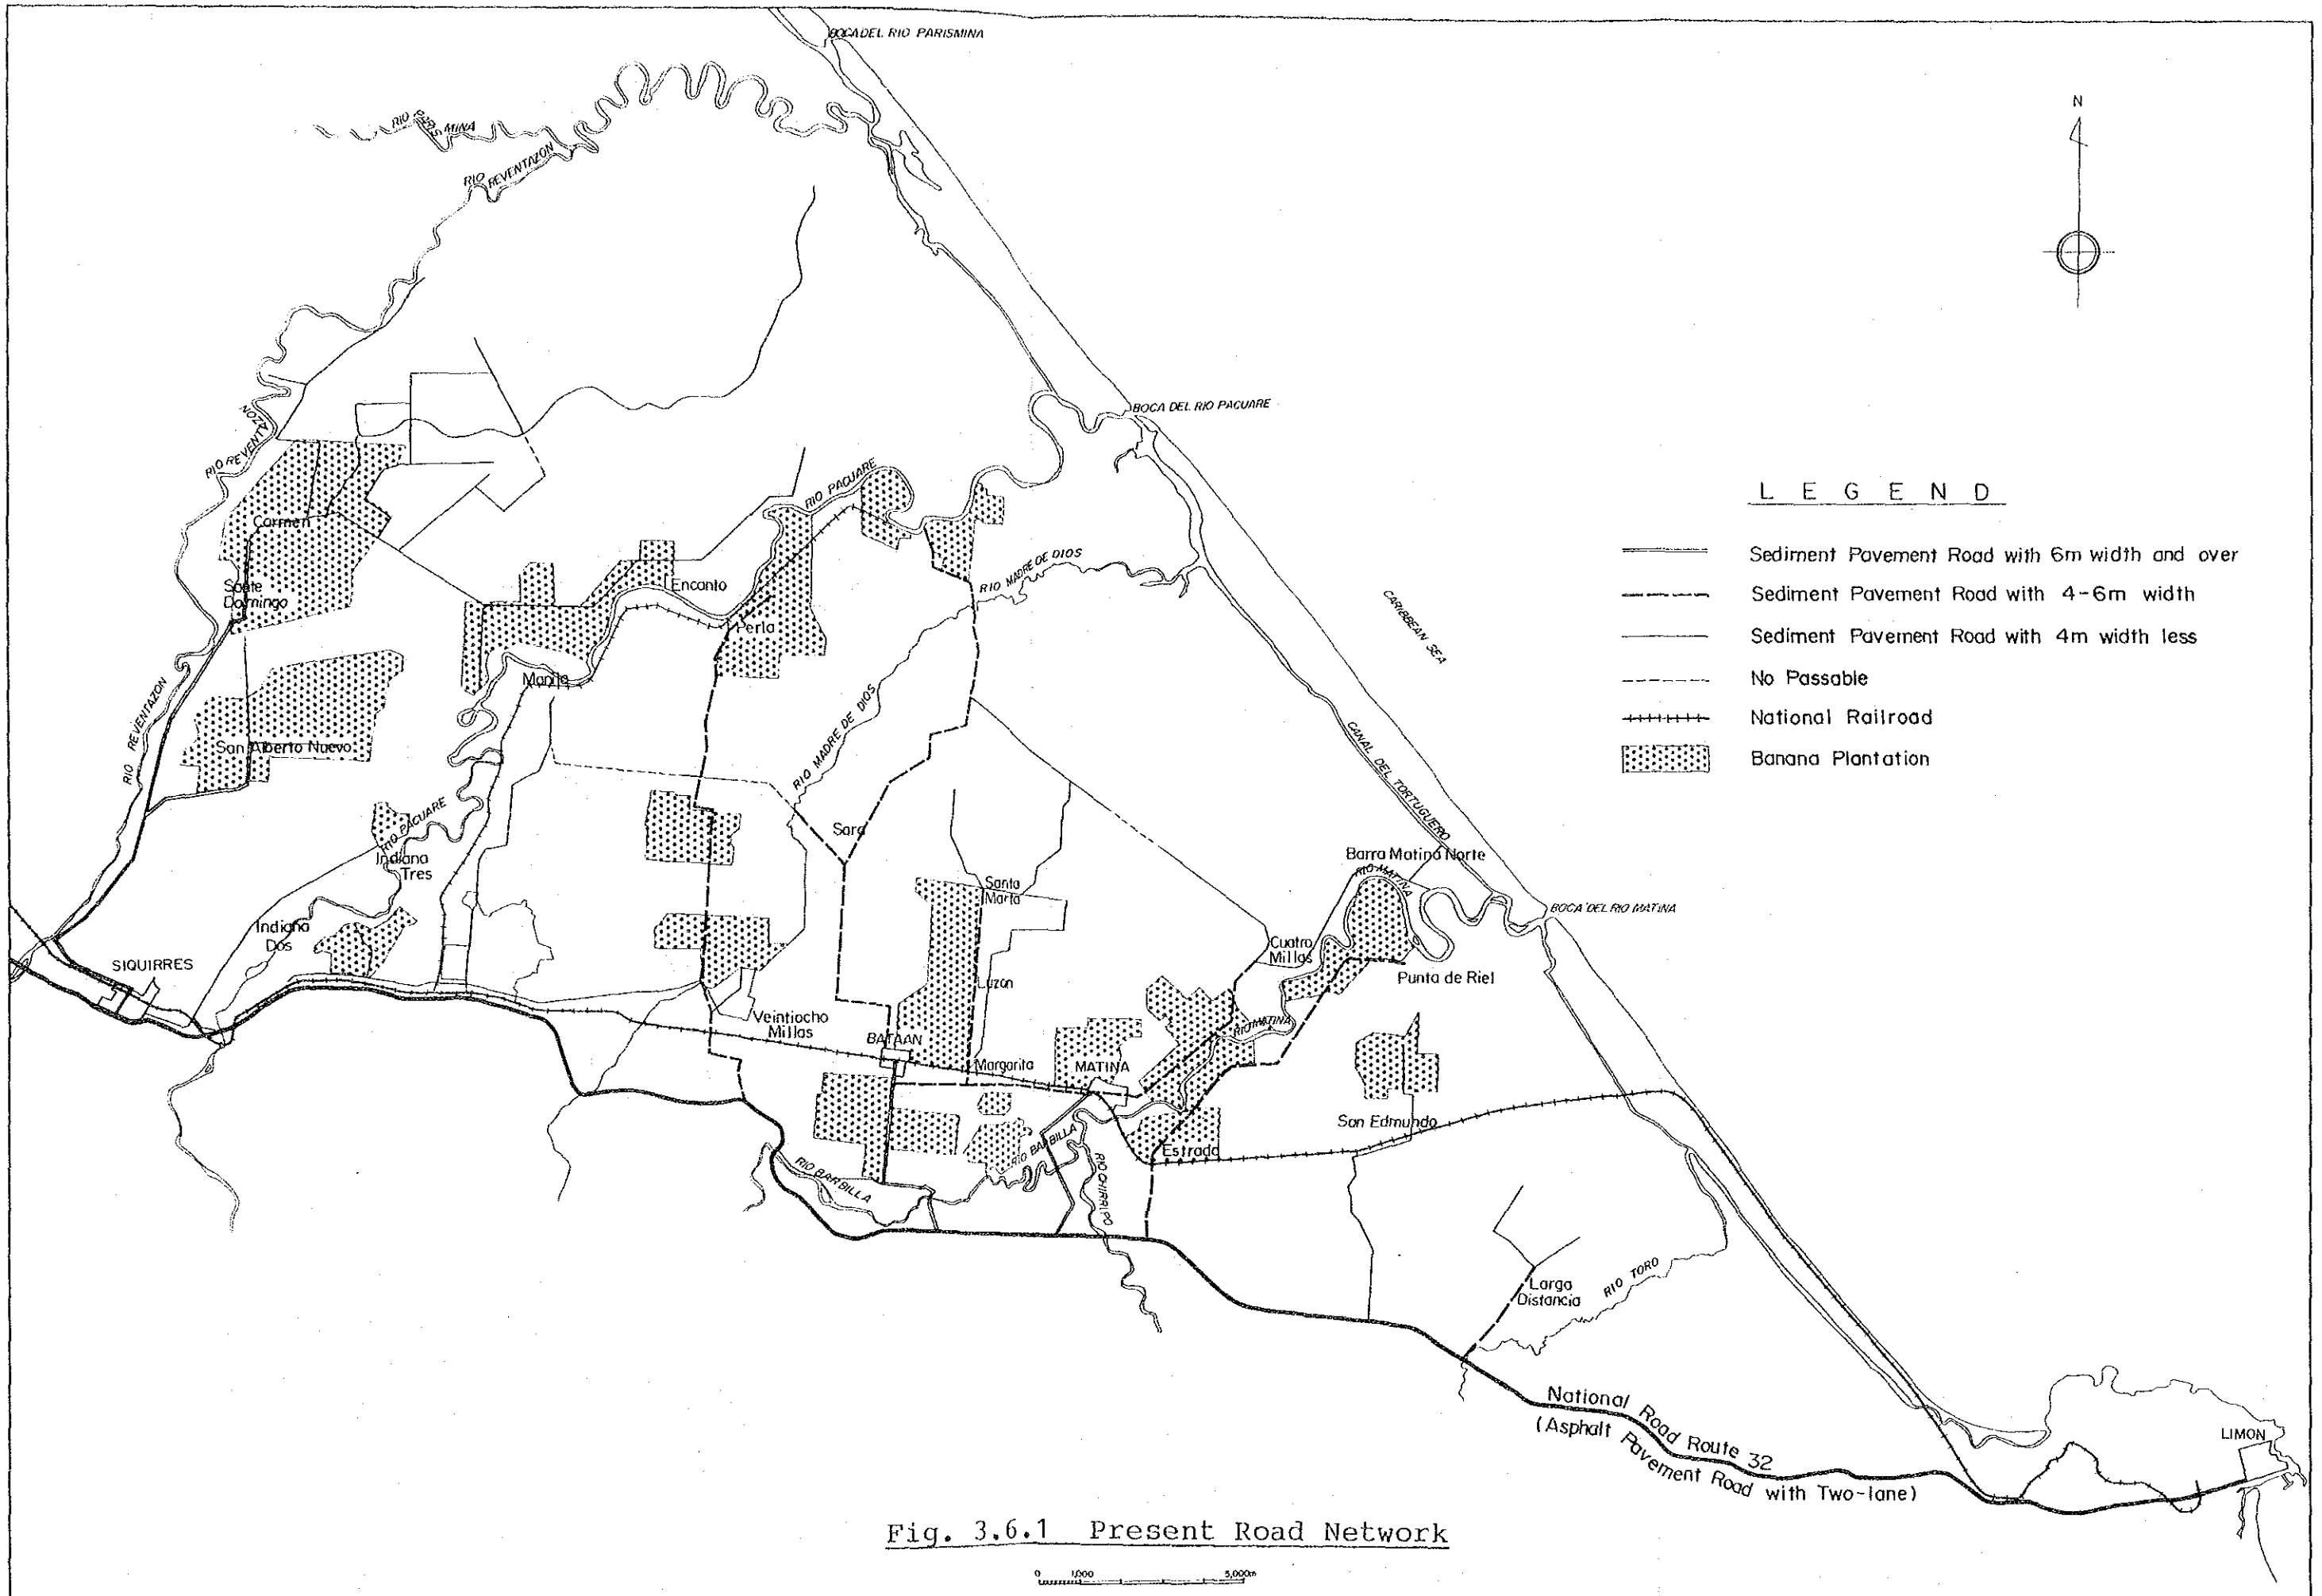 BOCA DEL RIO PARISMINA
N
RIO PARISMINA
RIO REVENTAZON
BOCA DEL RIO PACUARE
RIO REVENTAZON
RIO PACUARE
L E G E N D
Carmen
Sediment Pavement Road with 6m width and over
RIO MADRE DE DIOS
Encanto
Sediment Pavement Road with 4-6m width
CARIBBEAN SEA
Perla
Sediment Pavement Road with 4m width less
No Passable
RIO REVENTAZON
RIO MADRE DE DIOS
National Railroad
San Alberto Nuevo
CANAL DEL TORTUGUERO
Banana Plantation
RIO PACUARE
Sara
Indiana
Tres
Barra Matina Norte
RIO MATINA
Santa
Marta
BOCA DEL RIO MATINA
Indiana
Dos
Cuatro
Millas
SIQUIRRES
Punta de Riel
Luzon
Veintiocho
Millas
RIO MATINA
BATAAN
Margarita
MATINA
San Edmundo
RIO BARBILLA
Estrada
RIO BARBILLA
RIO CHIRRIPO
Larga
Distancia
RIO TORO
National Road Route 32
(Asphalt Pavement Road with Two-lane)
LIMON
Fig. 3.6.1 Present Road Network
0 1,000 5,000m